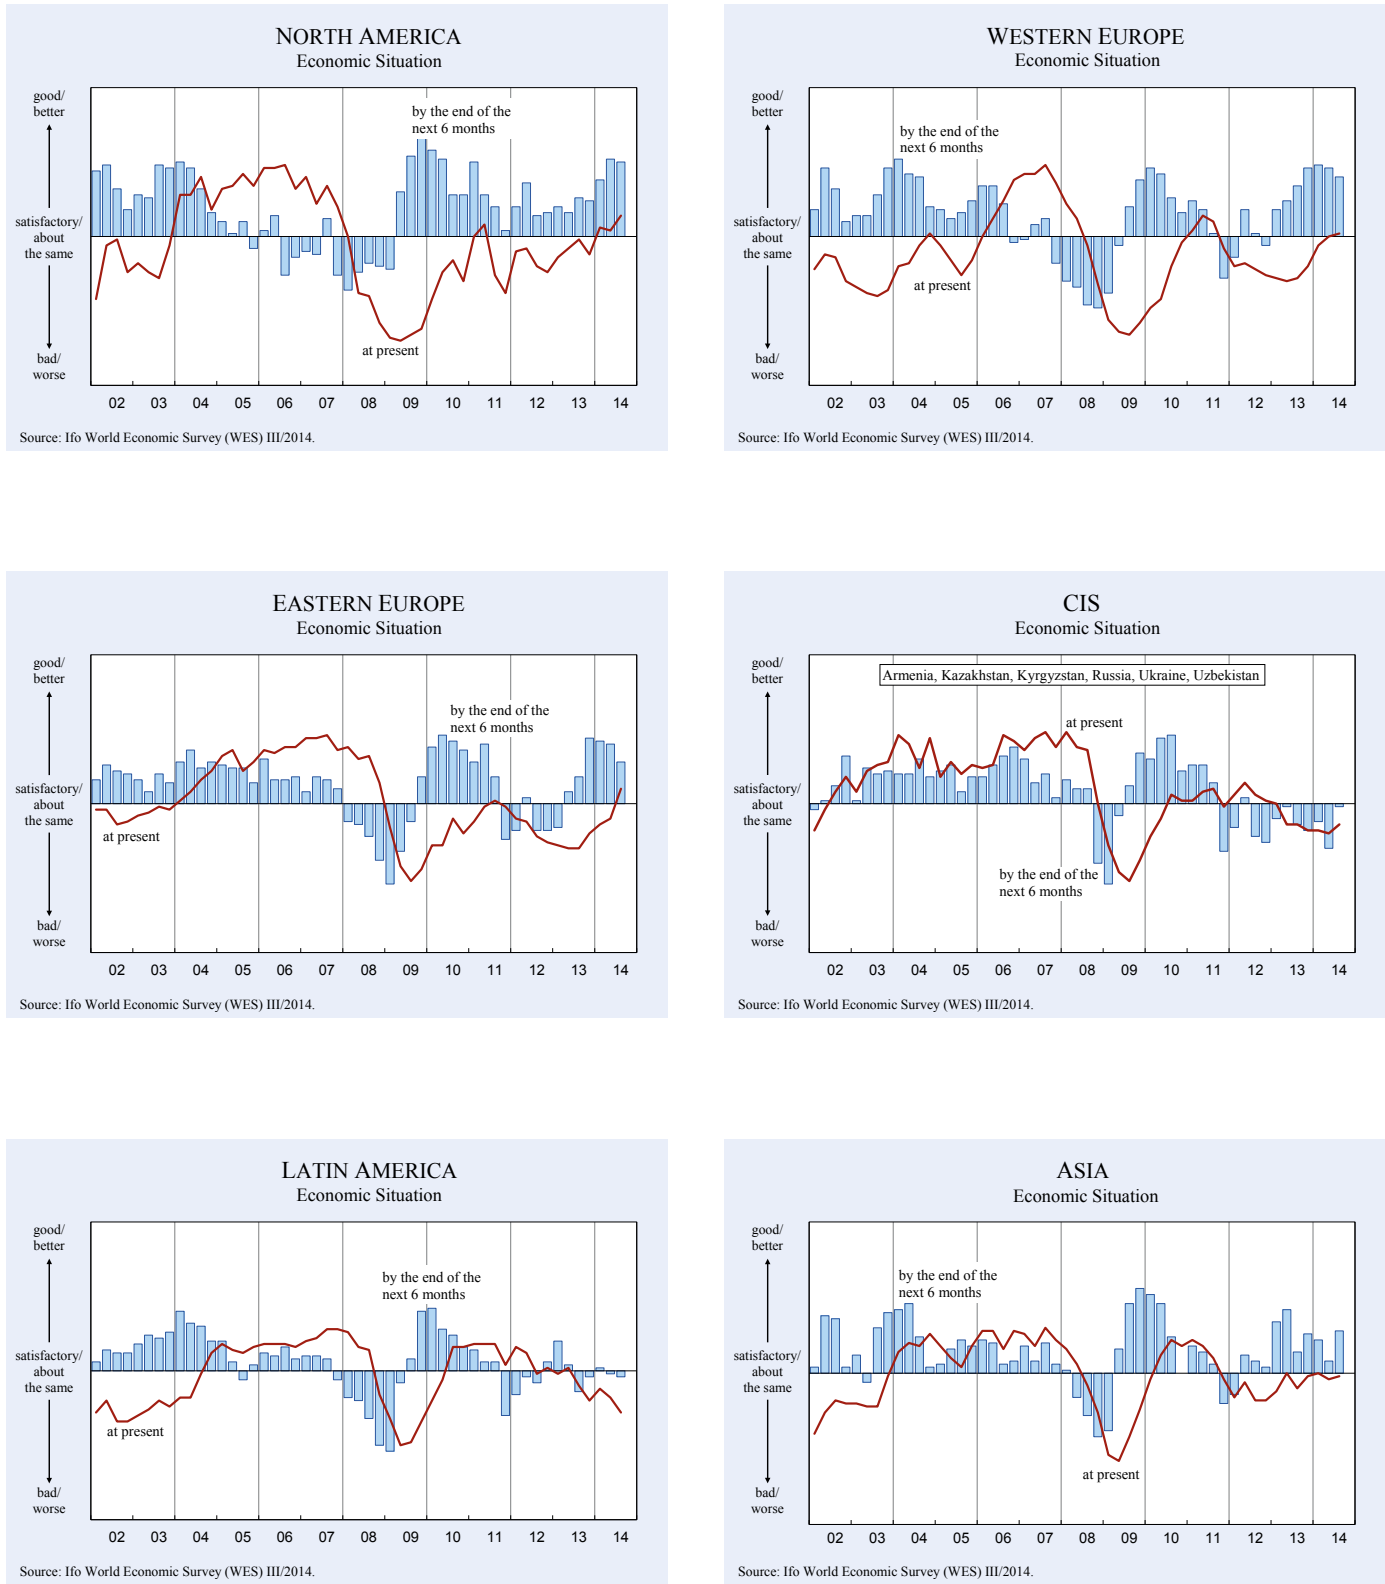 NORTH AMERICA
Economic Situation
good/
better
by the end of the
next 6 months
satisfactory/
about
the same
at present
bad/
worse
02 03 04 05 06 07 08 09 10 11 12 13 14
Source: Ifo World Economic Survey (WES) III/2014.
WESTERN EUROPE
Economic Situation
good/
better
by the end of the
next 6 months
satisfactory/
about
the same
at present
bad/
worse
02 03 04 05 06 07 08 09 10 11 12 13 14
Source: Ifo World Economic Survey (WES) III/2014.
EASTERN EUROPE
Economic Situation
good/
better
by the end of the
next 6 months
satisfactory/
about
the same
at present
bad/
worse
02 03 04 05 06 07 08 09 10 11 12 13 14
Source: Ifo World Economic Survey (WES) III/2014.
CIS
Economic Situation
good/
better
Armenia, Kazakhstan, Kyrgyzstan, Russia, Ukraine, Uzbekistan
at present
satisfactory/
about
the same
by the end of the
next 6 months
bad/
worse
02 03 04 05 06 07 08 09 10 11 12 13 14
Source: Ifo World Economic Survey (WES) III/2014.
LATIN AMERICA
Economic Situation
good/
better
by the end of the
next 6 months
satisfactory/
about
the same
at present
bad/
worse
02 03 04 05 06 07 08 09 10 11 12 13 14
Source: Ifo World Economic Survey (WES) III/2014.
ASIA
Economic Situation
good/
better
by the end of the
next 6 months
satisfactory/
about
the same
at present
bad/
worse
02 03 04 05 06 07 08 09 10 11 12 13 14
Source: Ifo World Economic Survey (WES) III/2014.